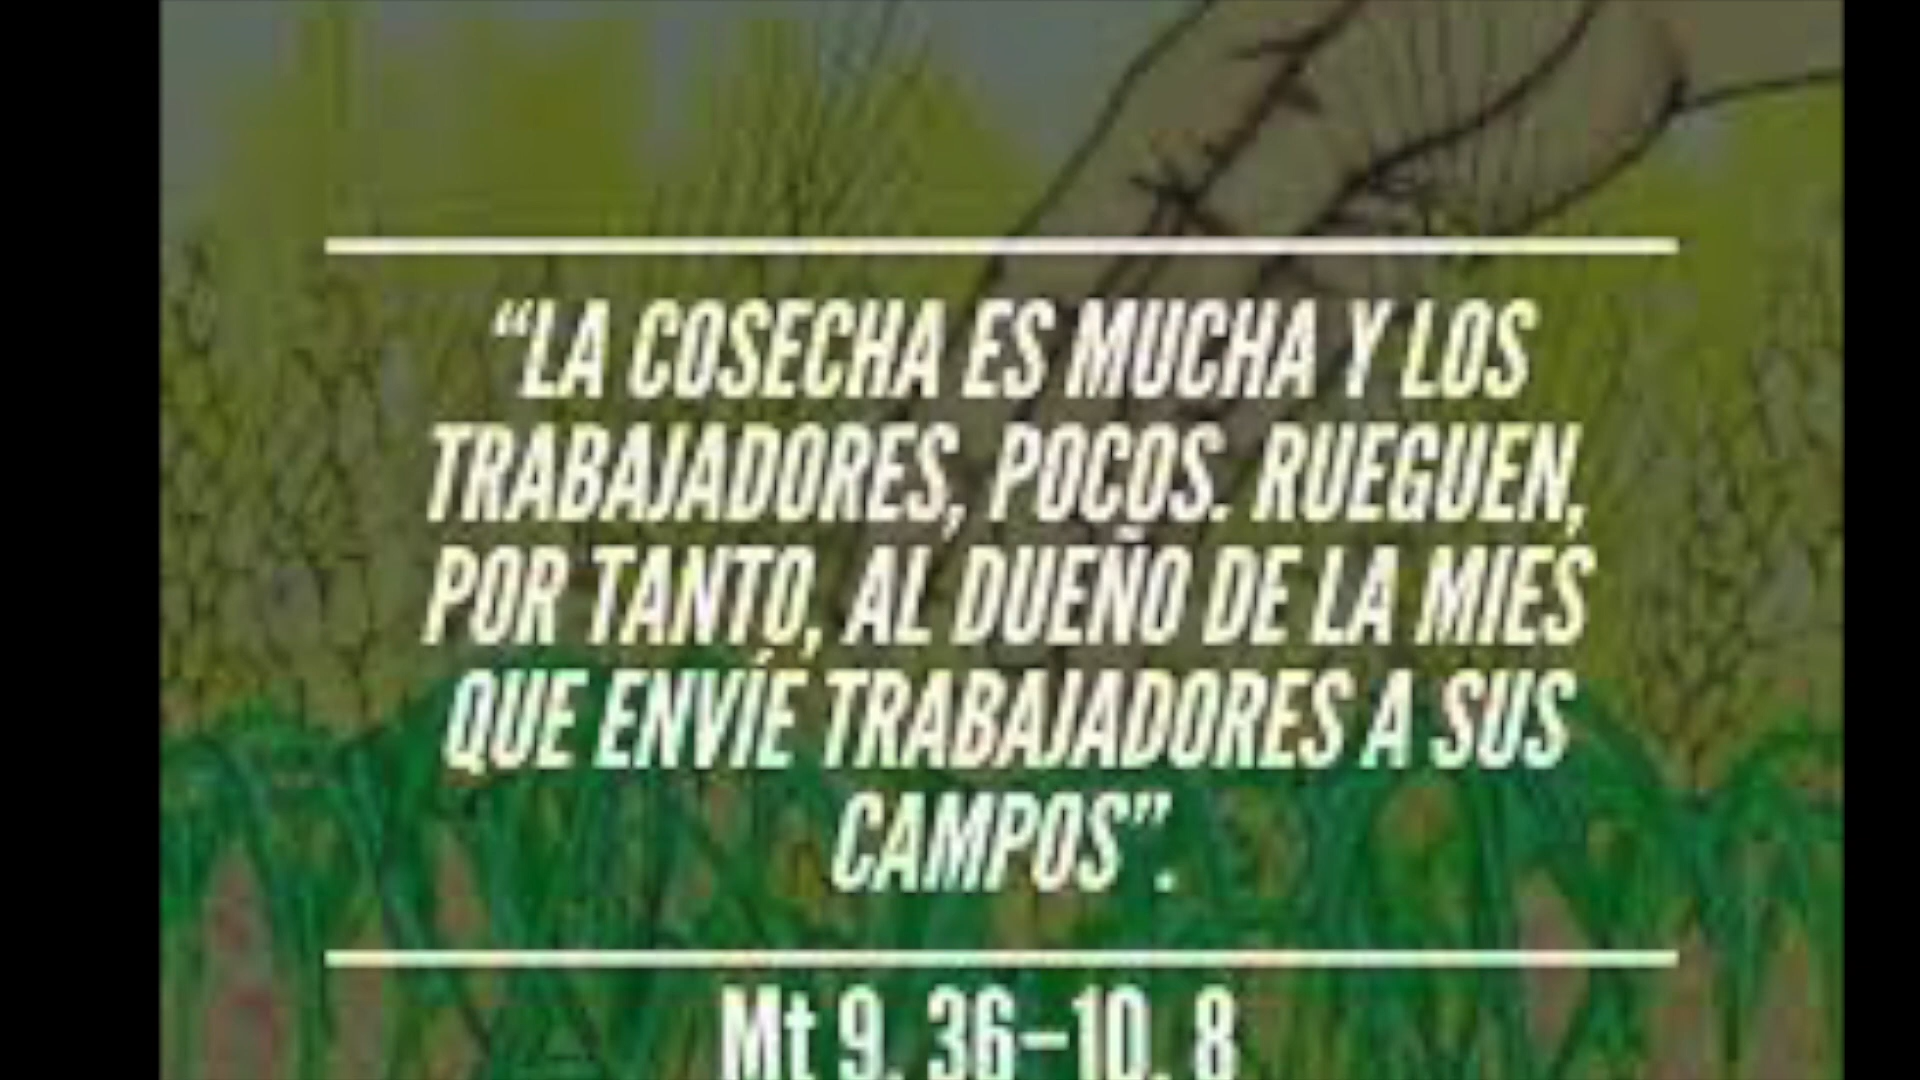 “LA COSECHA ES MUCHA Y LOS
TRABAJADORES, POCOS. RUEGUEN,
POR TANTO, AL DUEÑO DE LA MIES
QUE ENVÍE TRABAJADORES A SUS
CAMPOS”.
Mt 9, 36-10, 8